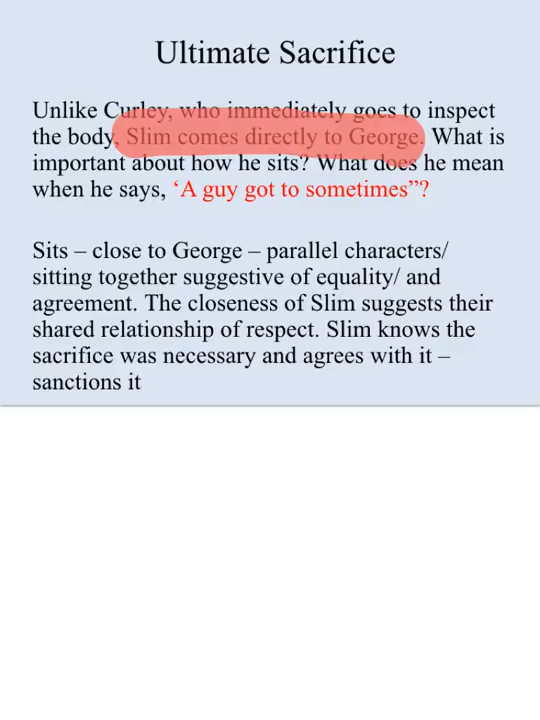 Ultimate Sacrifice
Unlike Curley, who immediately goes to inspect
the body, Slim comes directly to George. What is
important about how he sits? What does he mean
when he says, ‘A guy got to sometimes”?
Sits – close to George – parallel characters/
sitting together suggestive of equality/ and
agreement. The closeness of Slim suggests their
shared relationship of respect. Slim knows the
sacrifice was necessary and agrees with it –
sanctions it